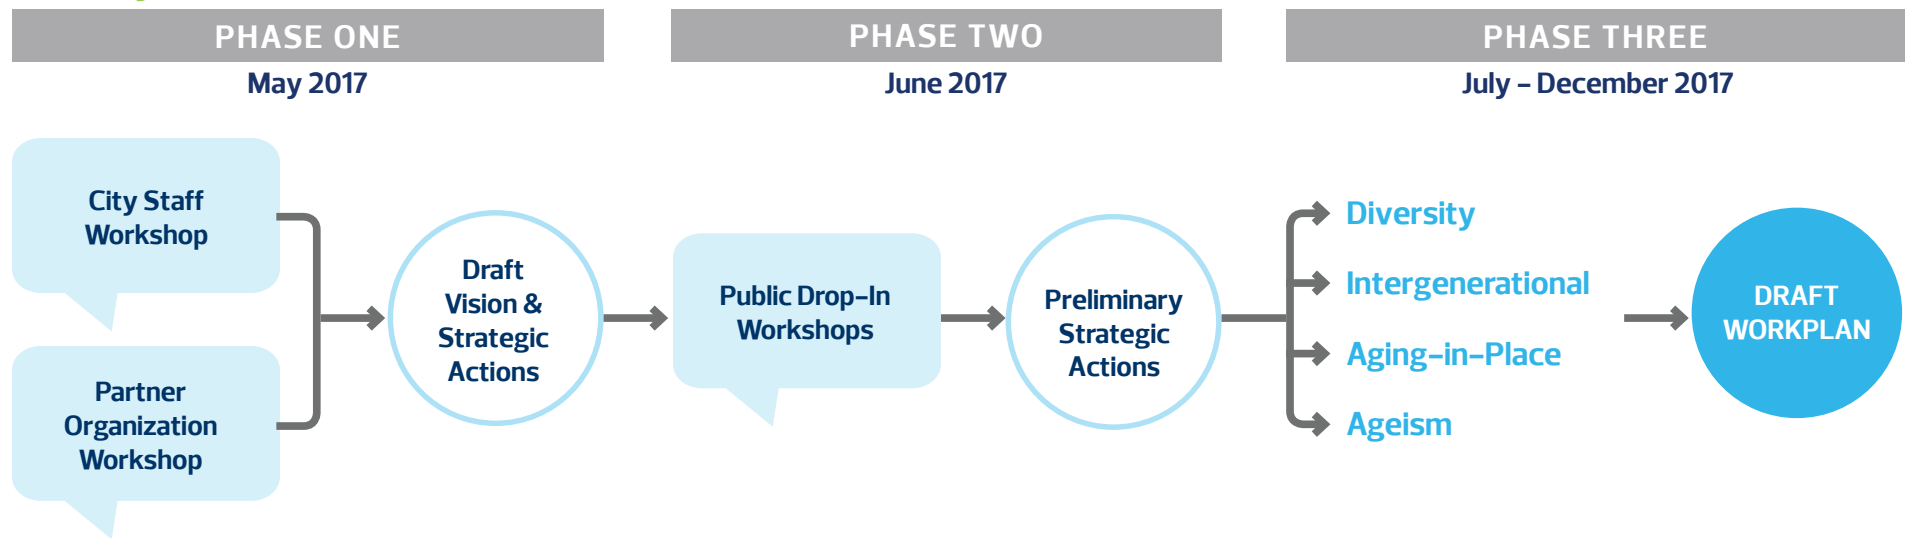 PHASE ONE
May 2017
City Staff
Workshop
Partner
Organization
Workshop
Draft
Vision &
Strategic
Actions
PHASE TWO
June 2017
Public Drop-In
Workshops
Preliminary
Strategic
Actions
PHASE THREE
July – December 2017
Diversity
Intergenerational
Aging-in-Place
Ageism
DRAFT
WORKPLAN